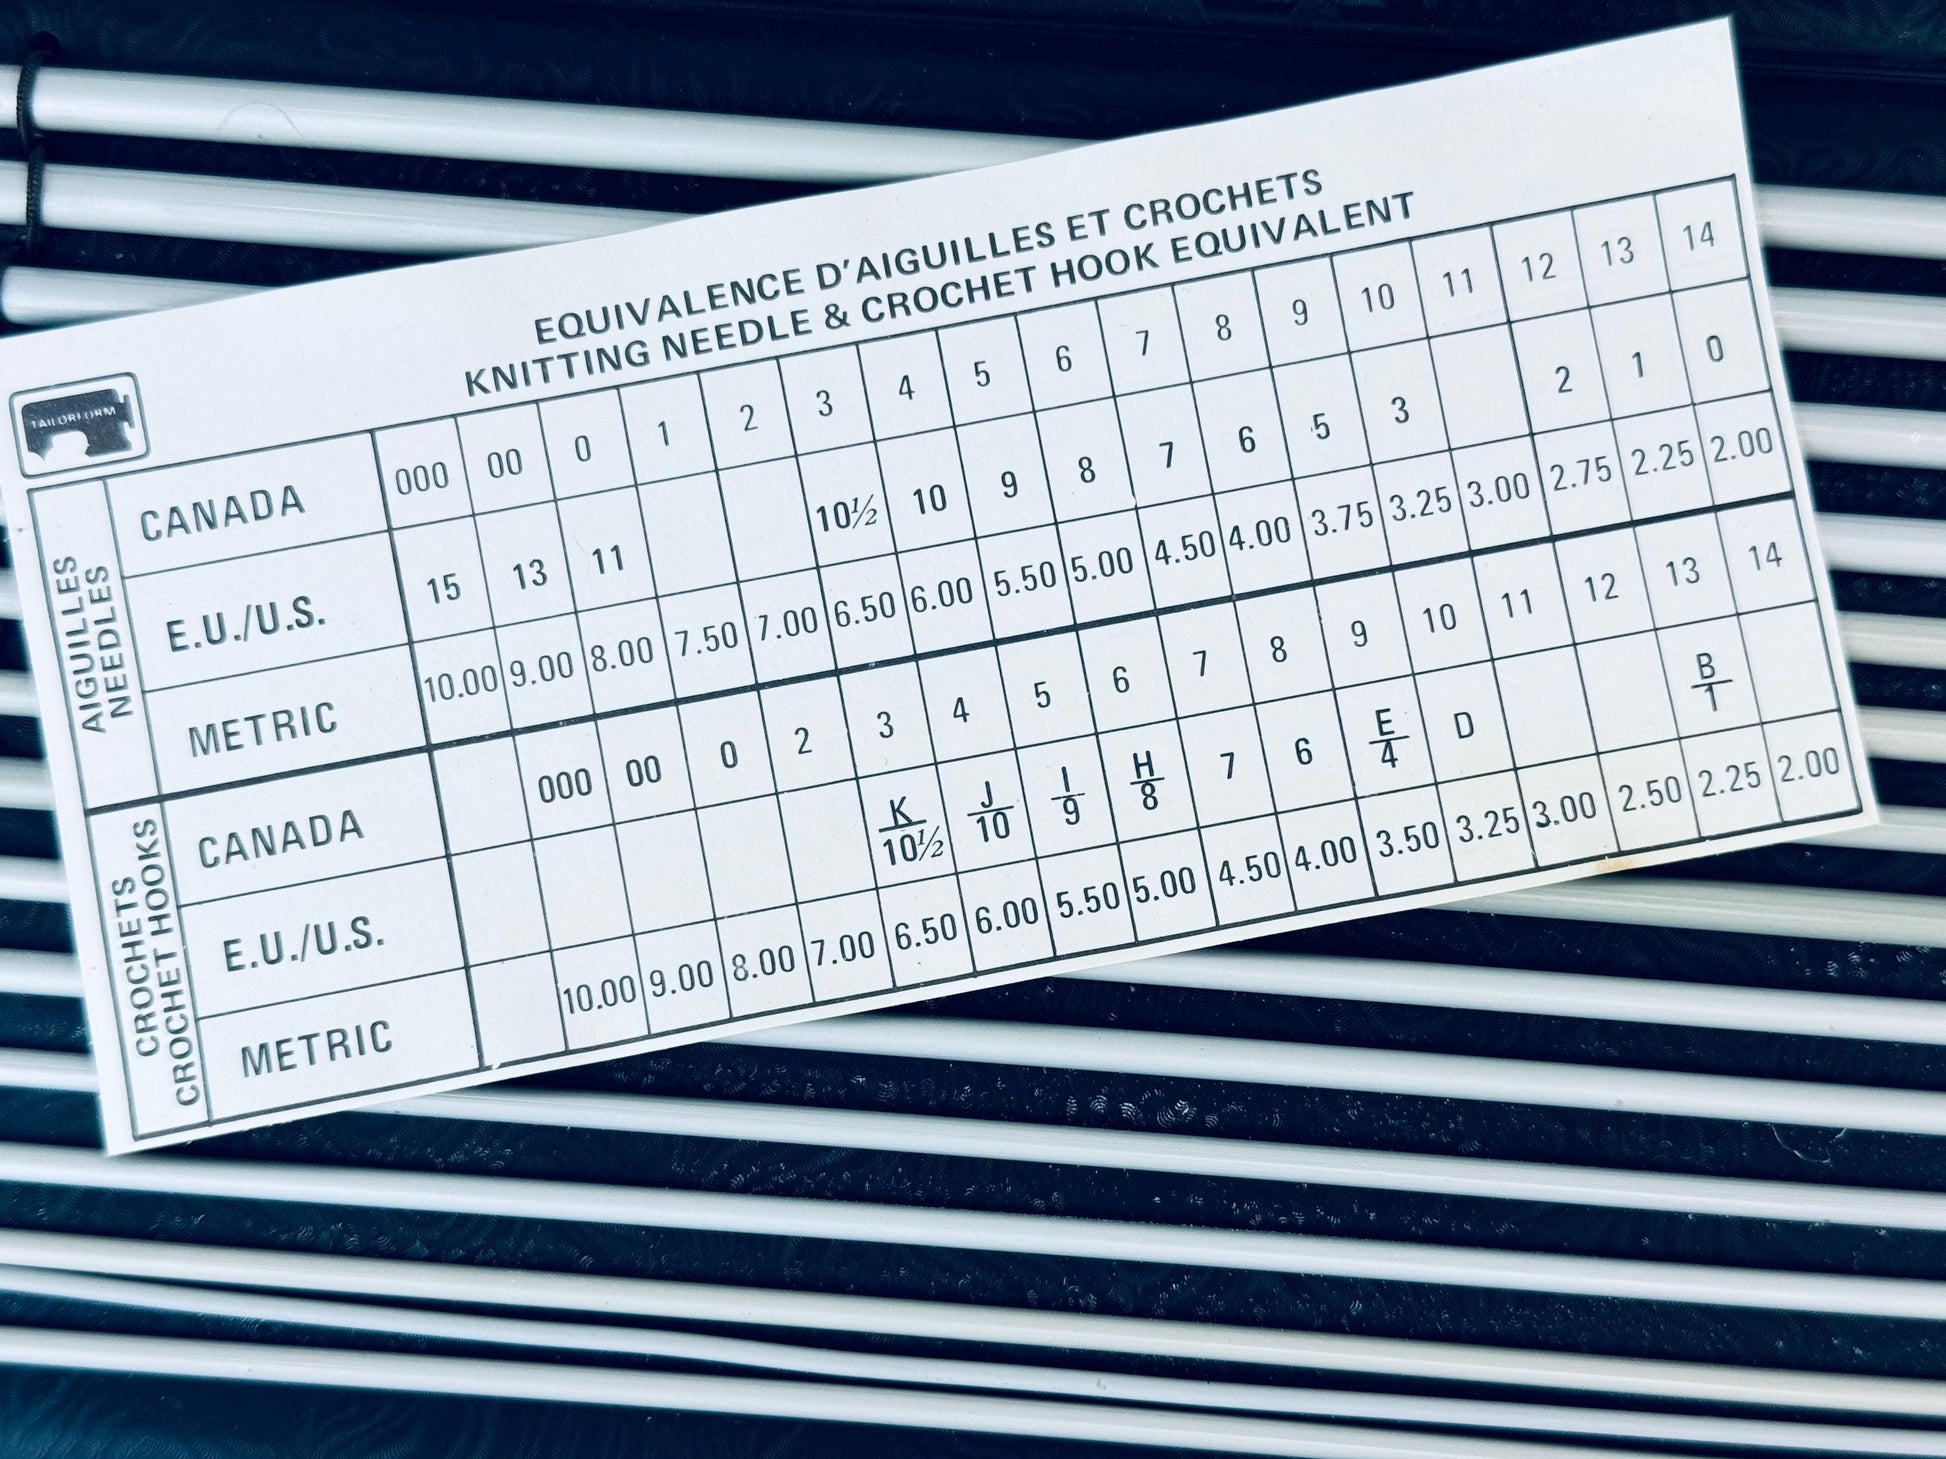 EQUIVALENCE D'AIGUILLES ET CROCHETS
KNITTING NEEDLE & CROCHET HOOK EQUIVALENT
TAILORFORM
AIGUILLES
NEEDLES
CANADA 000 00 0 1 2 3 4 5 6 7 8 9 10 11 12 13 14
E.U./U.S. 15 13 11 10½ 10 9 8 7 6 5 3 2 1 0
METRIC 10.00 9.00 8.00 7.50 7.00 6.50 6.00 5.50 5.00 4.50 4.00 3.75 3.25 3.00 2.75 2.25 2.00
CROCHETS
CROCHET HOOKS
CANADA 000 00 0 2 3 4 5 6 7 8 9 10 11 12 13 14
E.U./U.S. K/10½ J/10 I/9 H/8 7 6 E/4 D B/1
METRIC 10.00 9.00 8.00 7.00 6.50 6.00 5.50 5.00 4.50 4.00 3.50 3.25 3.00 2.50 2.25 2.00